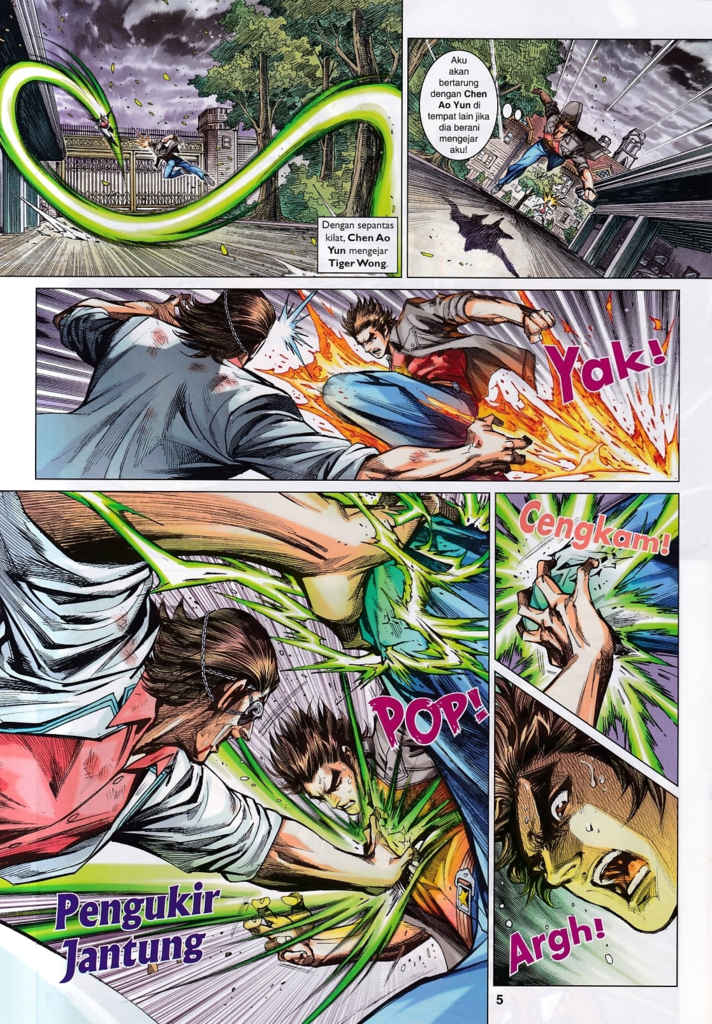 Dengan sepantas
kilat, Chen Ao
Yun mengejar
Tiger Wong.
Aku
akan
bertarung
dengan Chen
Ao Yun di
tempat lain jika
dia berani
mengejar
aku!
Yak!
POP!
Pengukir
Jantung
Cengkam!
Argh!
5